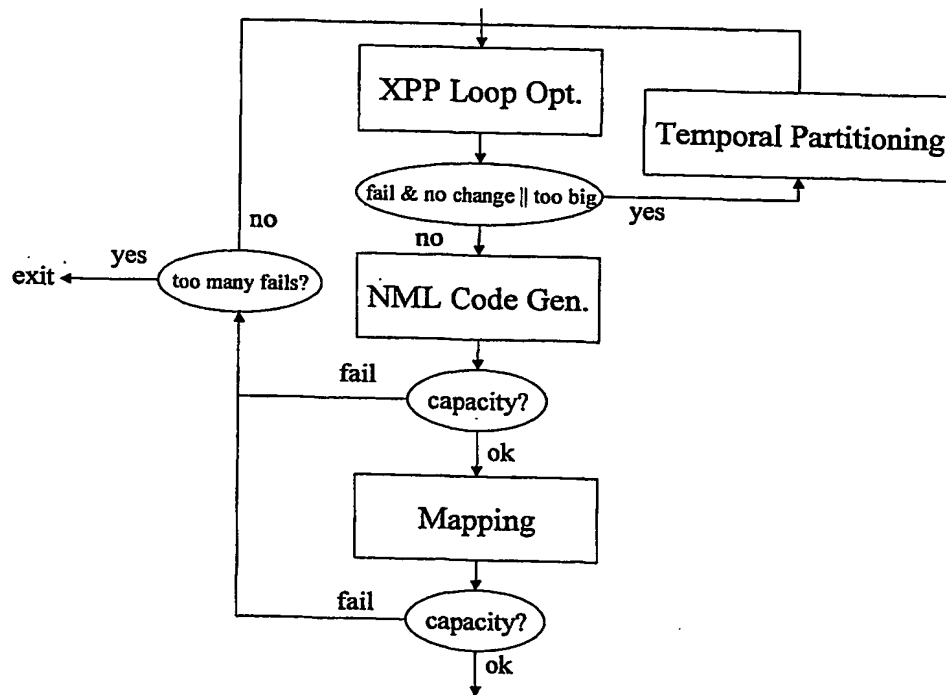 XPP Loop Opt.
Temporal Partitioning
fail & no change || too big
yes
no
no
yes
exit
too many fails?
NML Code Gen.
fail
capacity?
ok
Mapping
fail
capacity?
ok